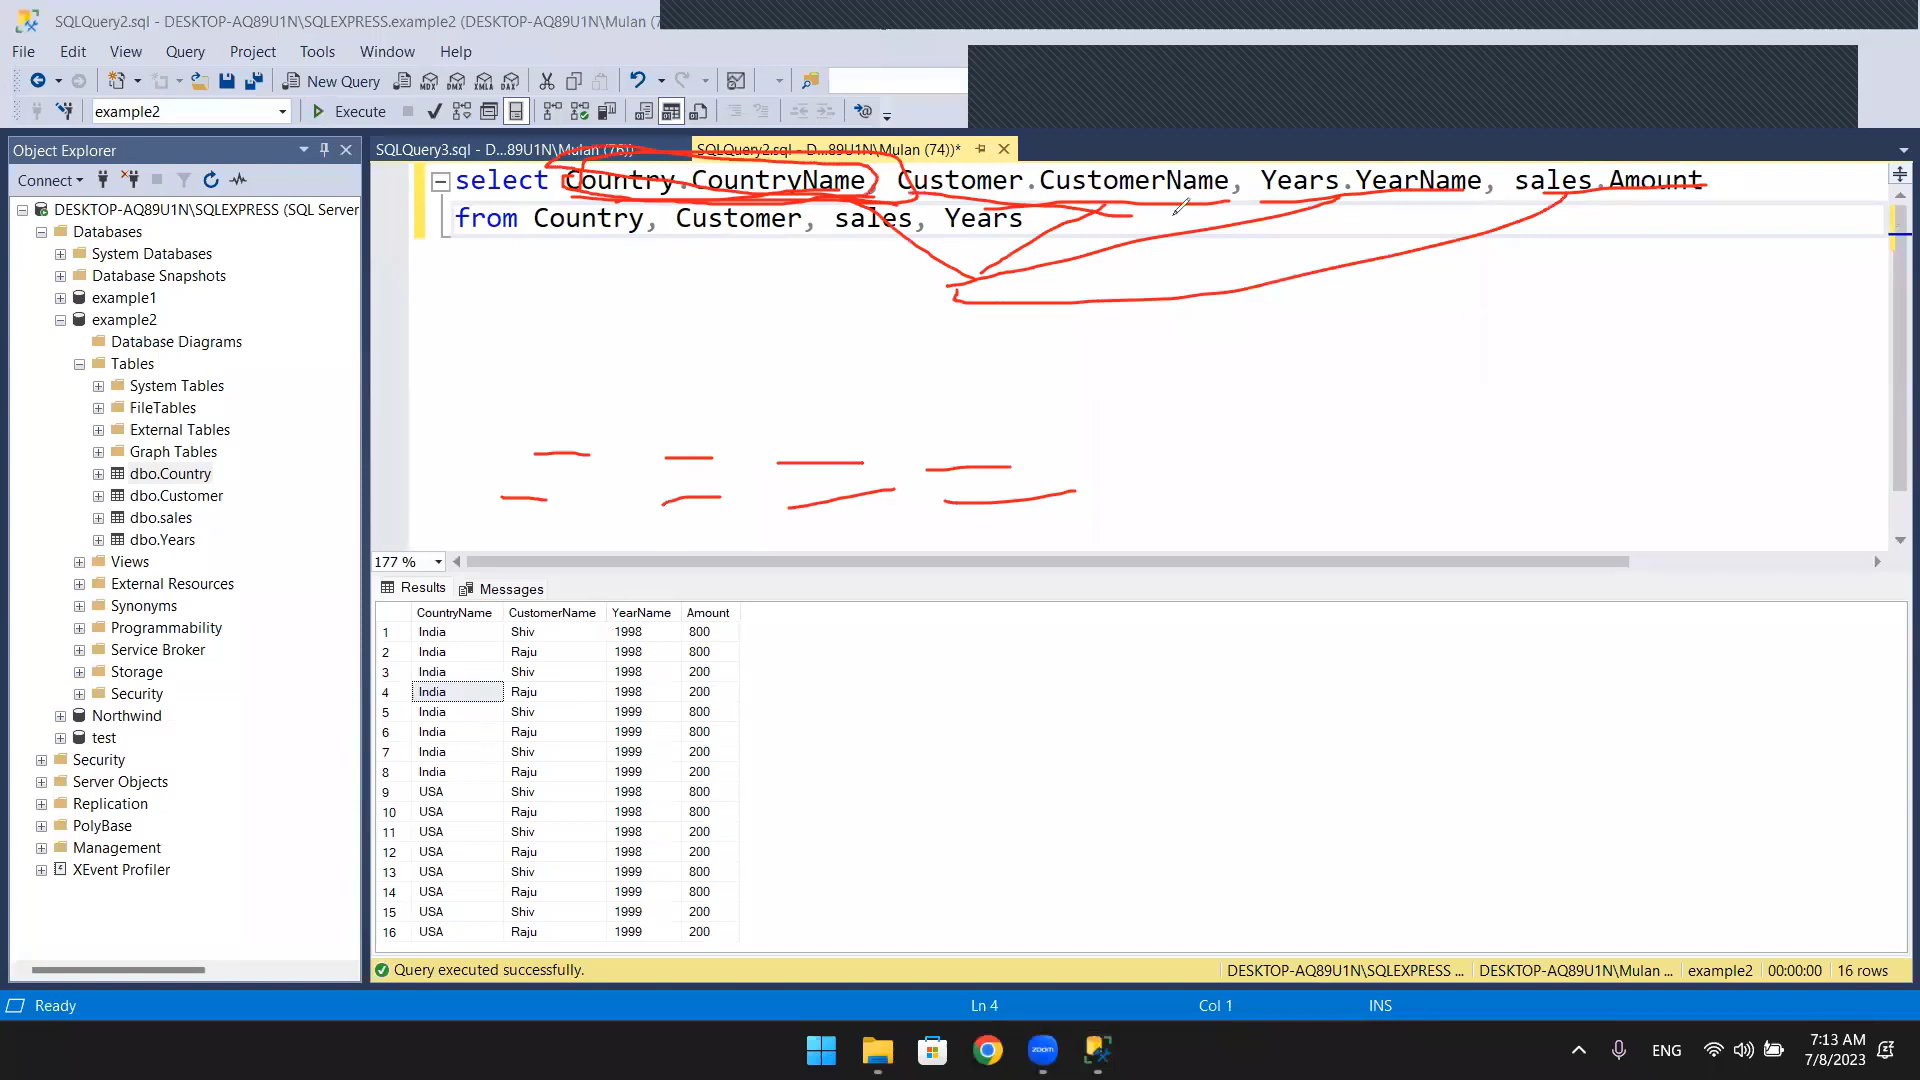 SQLQuery2.sql - DESKTOP-AQ89U1N\SQLEXPRESS.example2 (DESKTOP-AQ89U1N\Mulan (7
File Edit View Query Project Tools Window Help
New Query
MDX DMX XMLA DAX
example2 Execute
Object Explorer
Connect
DESKTOP-AQ89U1N\SQLEXPRESS (SQL Server
Databases
System Databases
Database Snapshots
example1
example2
Database Diagrams
Tables
System Tables
FileTables
External Tables
Graph Tables
dbo.Country
dbo.Customer
dbo.sales
dbo.Years
Views
External Resources
Synonyms
Programmability
Service Broker
Storage
Security
Northwind
test
Security
Server Objects
Replication
PolyBase
Management
XEvent Profiler
SQLQuery3.sql - D...89U1N\Mulan (76)) SQLQuery2.sql - D...89U1N\Mulan (74))*
select Country.CountryName, Customer.CustomerName, Years.YearName, sales.Amount
from Country, Customer, sales, Years
177 %
Results Messages
CountryName CustomerName YearName Amount
1 India Shiv 1998 800
2 India Raju 1998 800
3 India Shiv 1998 200
4 India Raju 1998 200
5 India Shiv 1999 800
6 India Raju 1999 800
7 India Shiv 1999 200
8 India Raju 1999 200
9 USA Shiv 1998 800
10 USA Raju 1998 800
11 USA Shiv 1998 200
12 USA Raju 1998 200
13 USA Shiv 1999 800
14 USA Raju 1999 800
15 USA Shiv 1999 200
16 USA Raju 1999 200
Query executed successfully. DESKTOP-AQ89U1N\SQLEXPRESS ... DESKTOP-AQ89U1N\Mulan ... example2 00:00:00 16 rows
Ready Ln 4 Col 1 INS
zoom
ENG
7:13 AM
7/8/2023